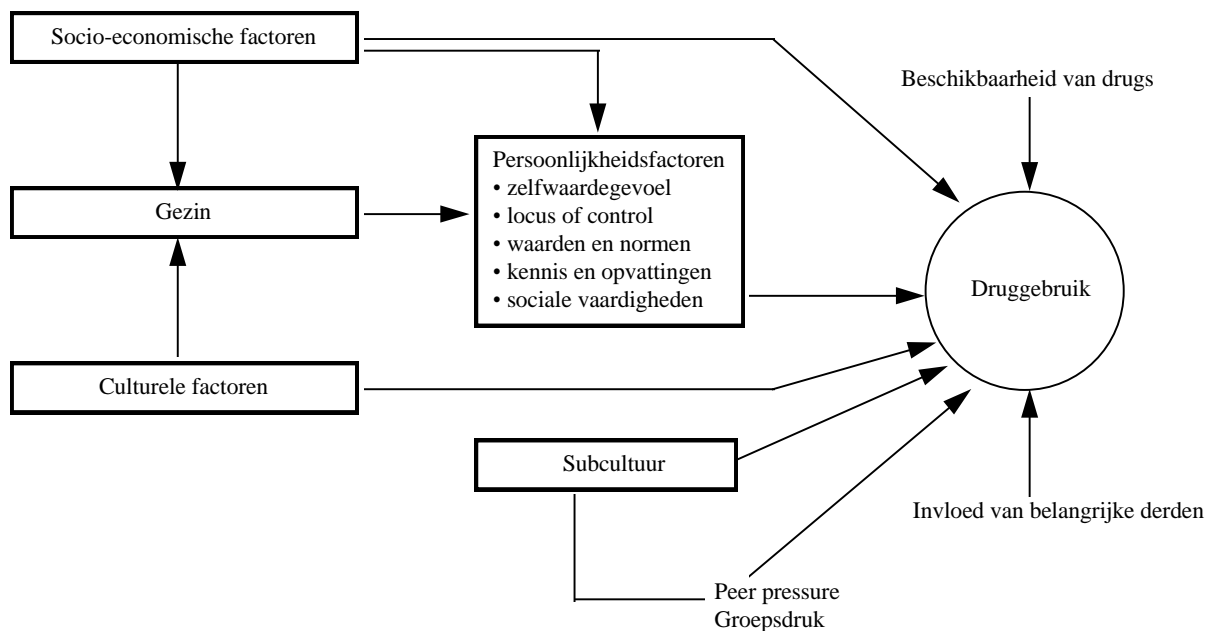 Socio-economische factoren
Beschikbaarheid van drugs
Persoonlijkheidsfactoren
• zelfwaardegevoel
• locus of control
• waarden en normen
• kennis en opvattingen
• sociale vaardigheden
Gezin
Druggebruik
Culturele factoren
Subcultuur
Invloed van belangrijke derden
Peer pressure
Groepsdruk